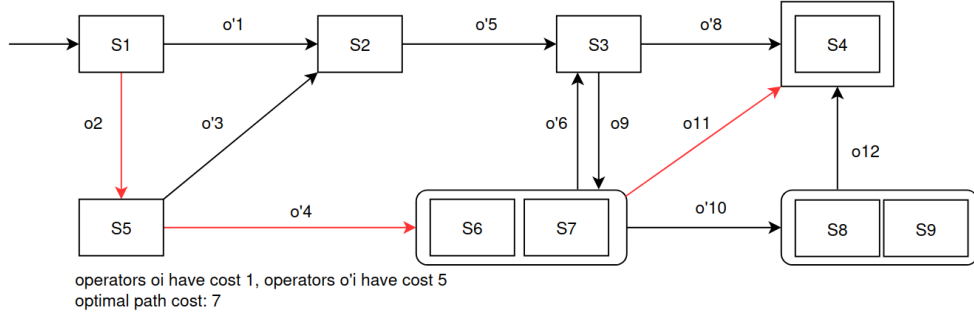 o'1
o'5
o'8
S1
S2
S3
S4
o2
o'3
o'6
o9
o11
o12
o'4
o'10
S5
S6
S7
S8
S9
operators oi have cost 1, operators o'i have cost 5
optimal path cost: 7